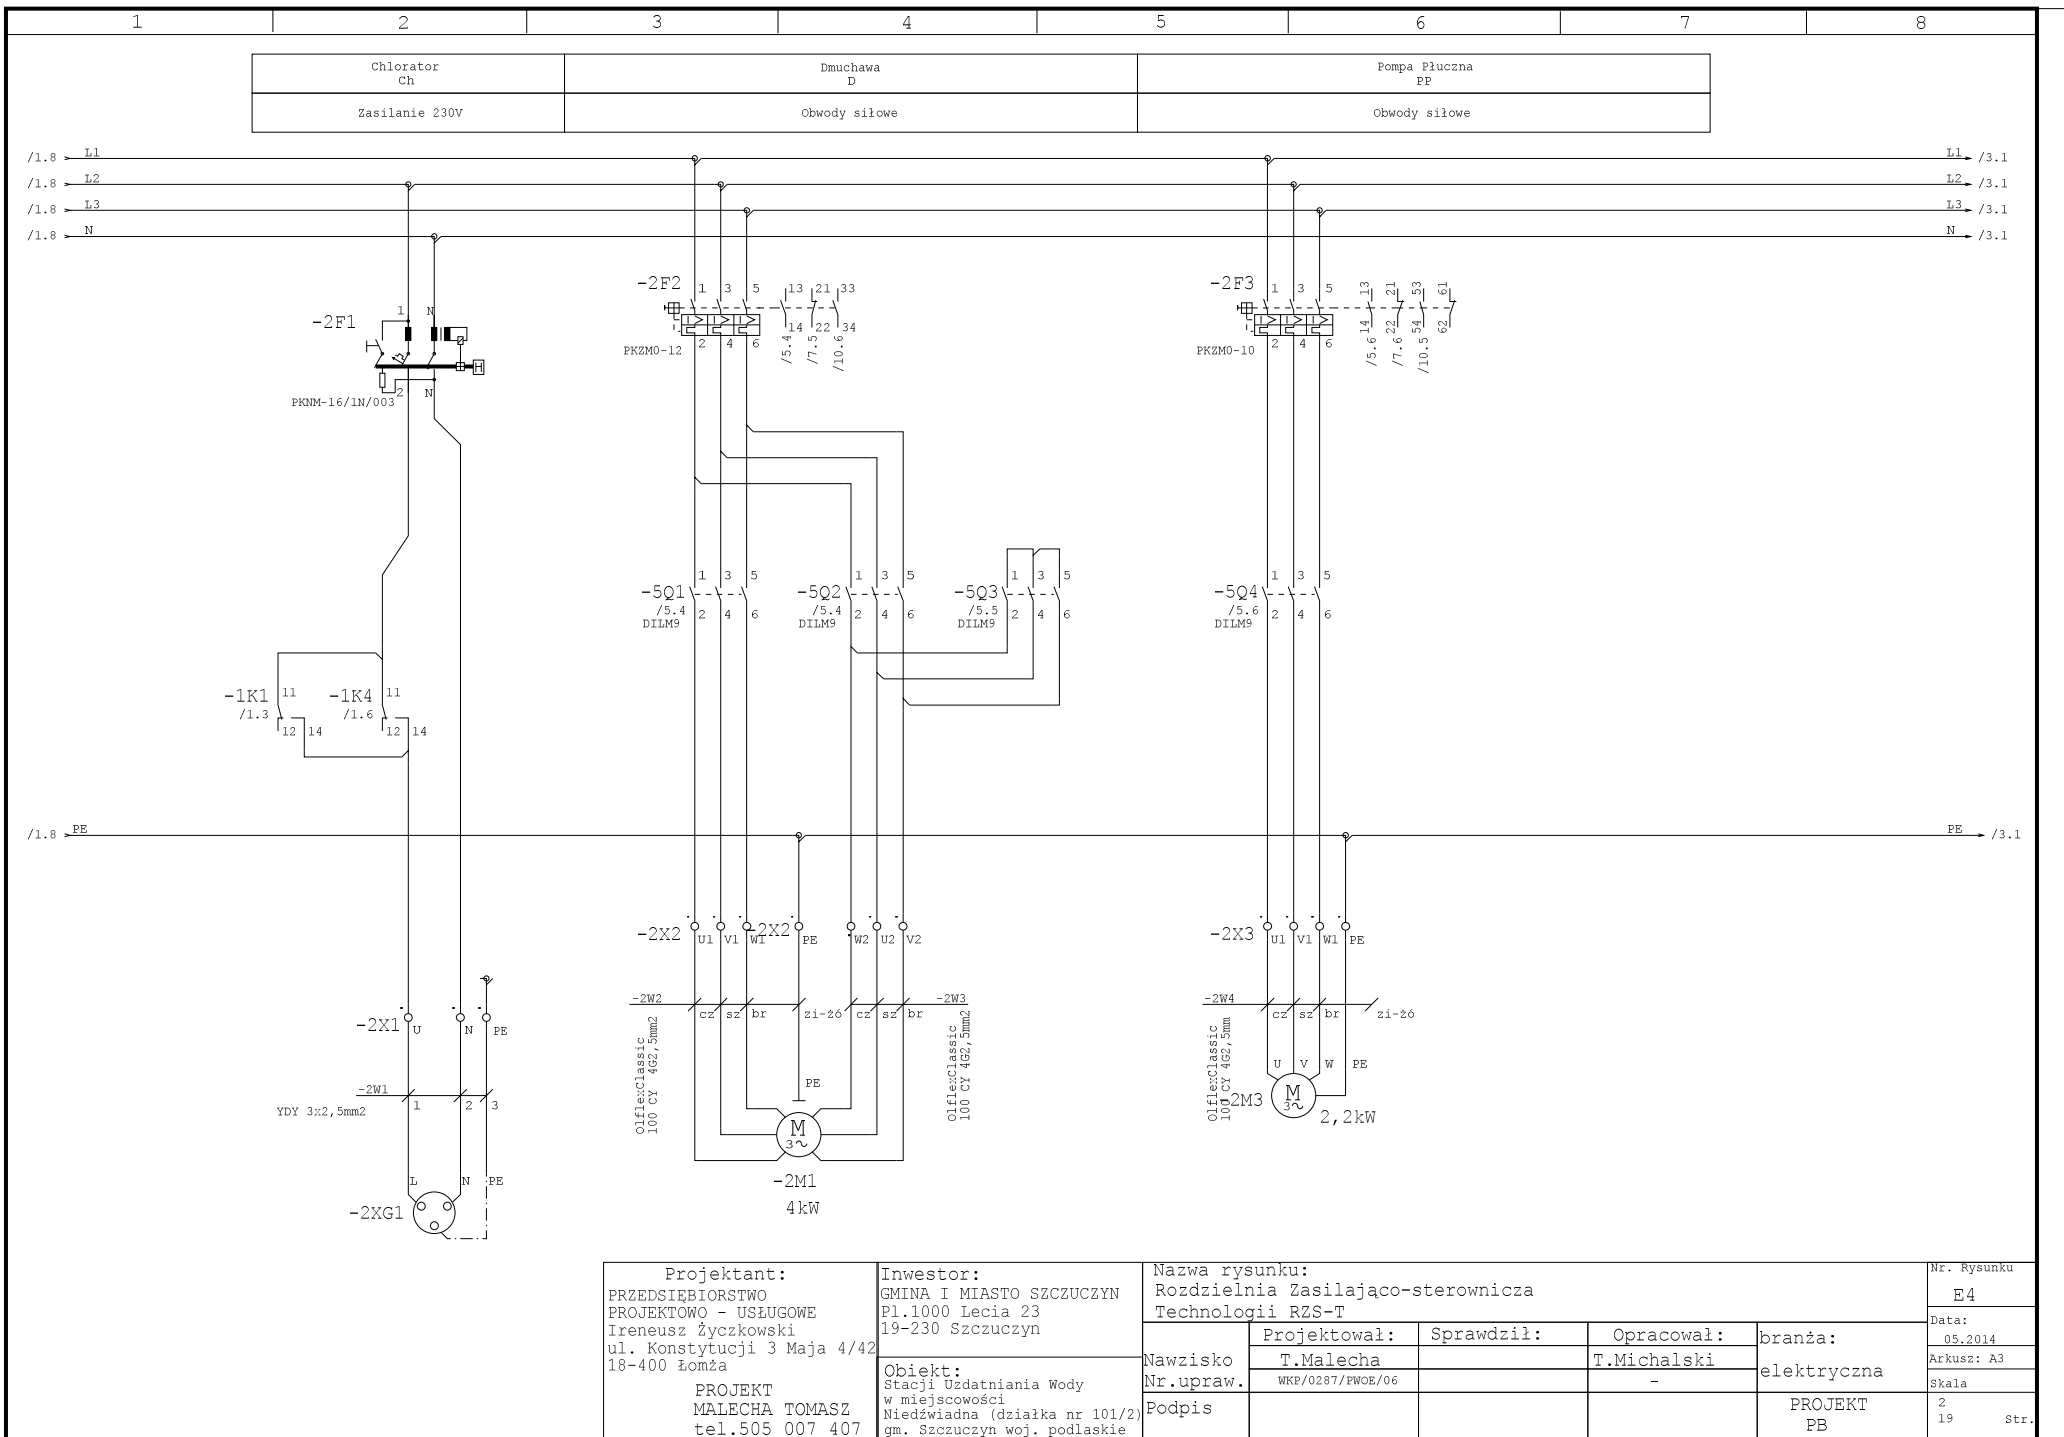 1 2 3 4 5 6 7 8
Chlorator
Ch
Dmuchawa
D
Pompa Płuczna
PP
Zasilanie 230V
Obwody siłowe
Obwody siłowe
/1.8 L1 L1 /3.1
/1.8 L2 L2 /3.1
/1.8 L3 L3 /3.1
/1.8 N N /3.1
-2F1
1 N
2 N
H
PKNM-16/1N/003
-2F2
1 3 5 13 21 33
I> I> I>
2 4 6 14 22 34
PKZM0-12
/5.4 /7.5 /10.6
-2F3
1 3 5 13 21 53 61
I> I> I>
2 4 6 14 22 54 62
PKZM0-10
/5.6 /7.6 /10.5
-5Q1
/5.4
DILM9
1 3 5
2 4 6
-5Q2
/5.4
DILM9
1 3 5
2 4 6
-5Q3
/5.5
DILM9
1 3 5
2 4 6
-5Q4
/5.6
DILM9
1 3 5
2 4 6
-1K1
/1.3
11
12 14
-1K4
/1.6
11
12 14
/1.8 PE PE /3.1
-2X2 U1 V1 W1
-2X2 PE W2 U2 V2
-2X3 U1 V1 W1 PE
-2W2 cz sz br zi-żó
-2W3 cz sz br
-2W4 cz sz br zi-żó
OlflexClassic
100 CY 4G2,5mm2
OlflexClassic
100 CY 4G2,5mm2
OlflexClassic
100 CY 4G2,5mm
-2X1 U N PE
-2W1
YDY 3x2,5mm2
1 2 3
L N PE
-2XG1
PE
M
3~
-2M1
4kW
U V W PE
M
3~
-2M3
2,2kW
Projektant:
PRZEDSIĘBIORSTWO
PROJEKTOWO - USŁUGOWE
Ireneusz Życzkowski
ul. Konstytucji 3 Maja 4/42
18-400 Łomża
PROJEKT
MALECHA TOMASZ
tel.505 007 407
Inwestor:
GMINA I MIASTO SZCZUCZYN
Pl.1000 Lecia 23
19-230 Szczuczyn
Obiekt:
Stacji Uzdatniania Wody
w miejscowości
Niedźwiadna (działka nr 101/2)
gm. Szczuczyn woj. podlaskie
Nazwa rysunku:
Rozdzielnia Zasilająco-sterownicza
Technologii RZS-T
Projektował: Sprawdził: Opracował:
Nawzisko T.Malecha T.Michalski
Nr.upraw. WKP/0287/PWOE/06 -
Podpis
branża:
elektryczna
PROJEKT
PB
Nr. Rysunku
E4
Data:
05.2014
Arkusz: A3
Skala
2
19 Str.